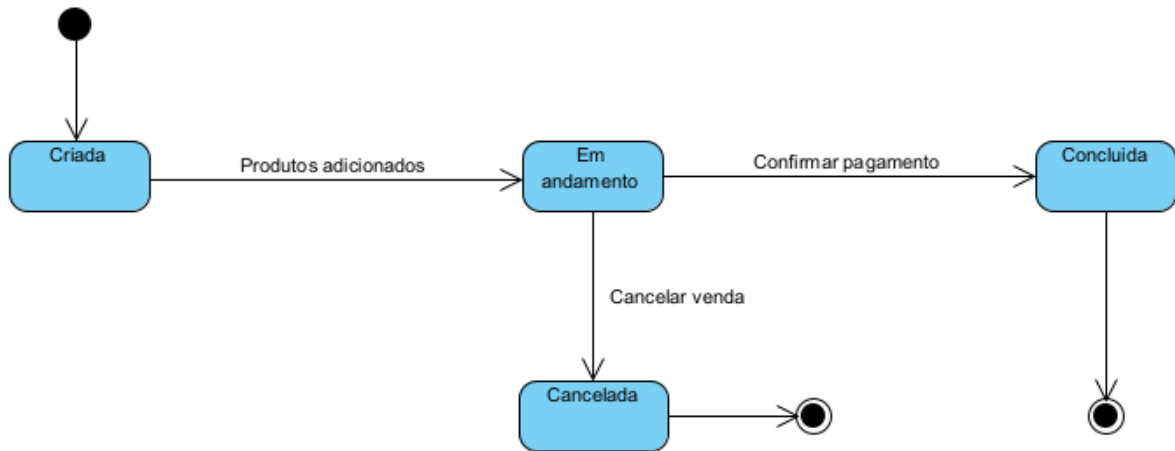 Criada
Produtos adicionados
Em
andamento
Confirmar pagamento
Concluida
Cancelar venda
Cancelada